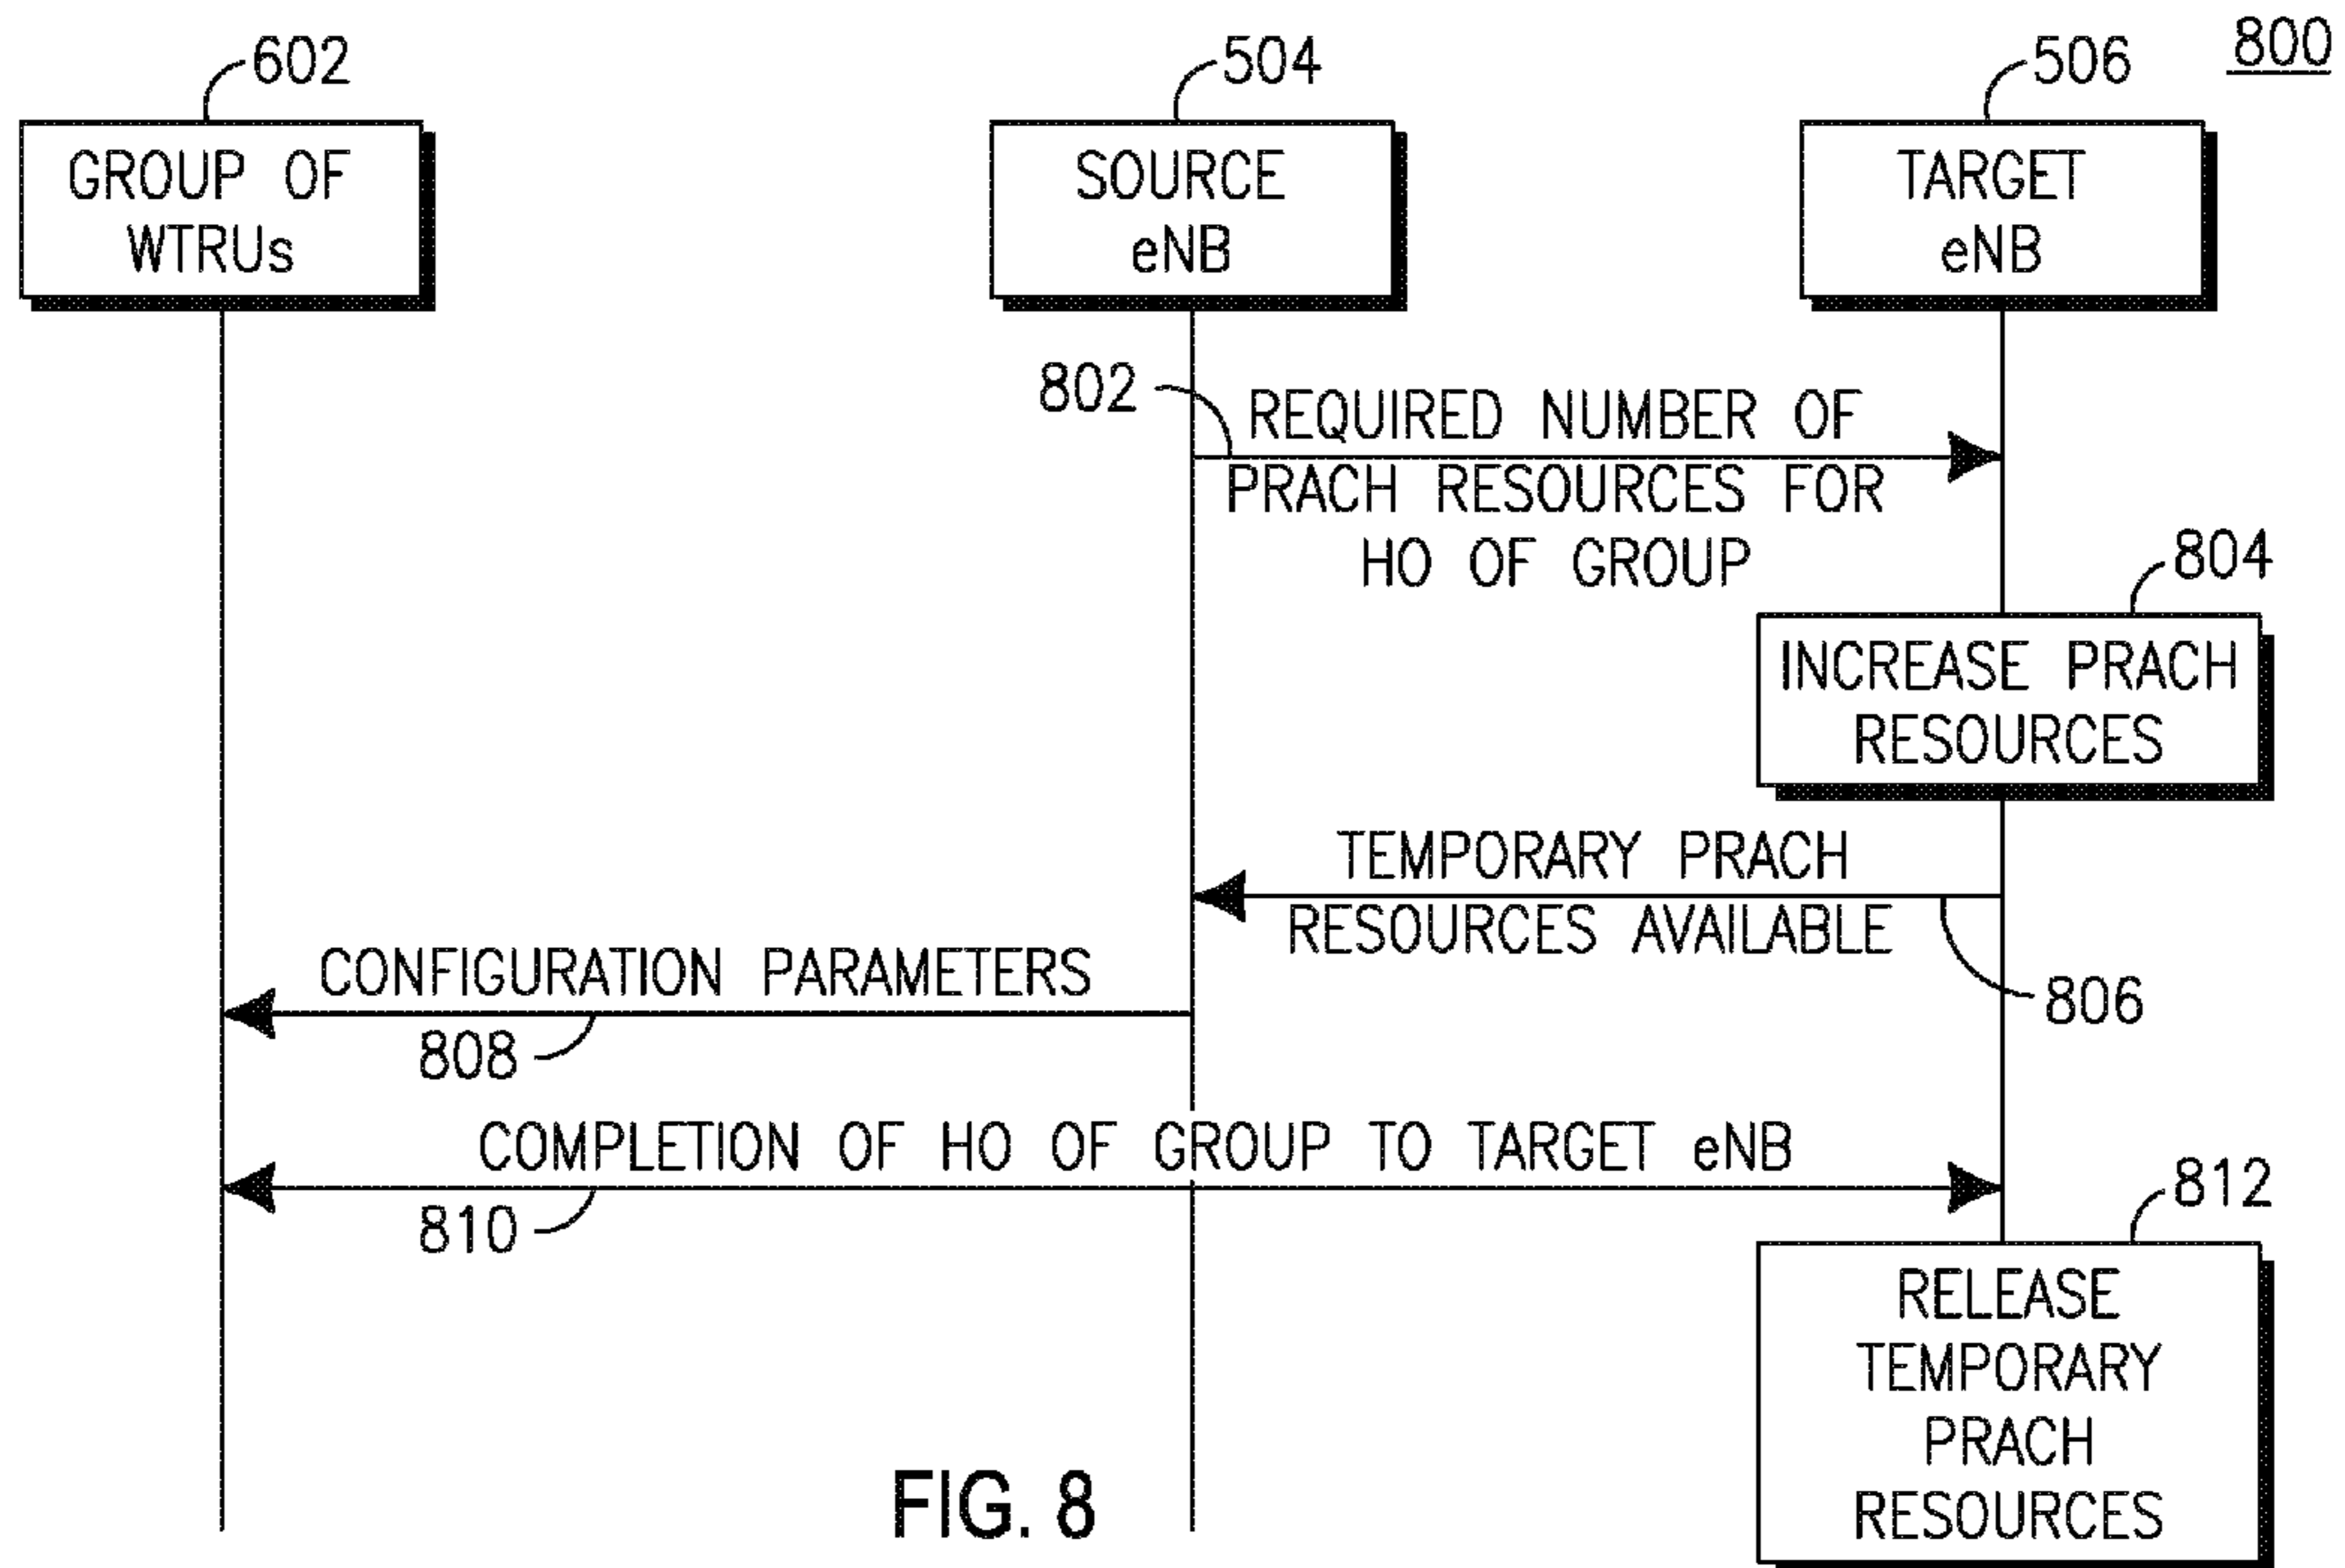 800
602
504
506
GROUP OF
WTRUs
SOURCE
eNB
TARGET
eNB
802
REQUIRED NUMBER OF
PRACH RESOURCES FOR
HO OF GROUP
804
INCREASE PRACH
RESOURCES
TEMPORARY PRACH
RESOURCES AVAILABLE
806
CONFIGURATION PARAMETERS
808
COMPLETION OF HO OF GROUP TO TARGET eNB
810
812
RELEASE
TEMPORARY
PRACH
RESOURCES
FIG. 8